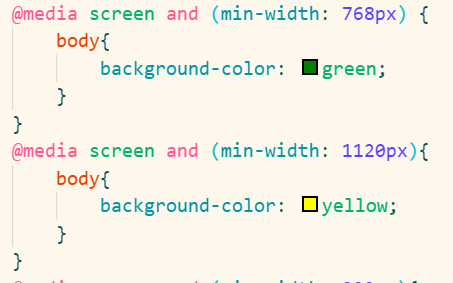 @media screen and (min-width: 768px) {
    body{
        background-color: green;
    }
}
@media screen and (min-width: 1120px){
    body{
        background-color: yellow;
    }
}